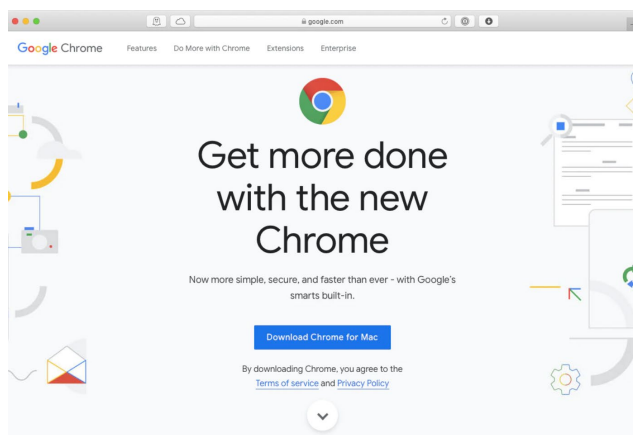 google.com
Google Chrome Features Do More with Chrome Extensions Enterprise
Get more done
with the new
Chrome
Now more simple, secure, and faster than ever - with Google's
smarts built-in.
Download Chrome for Mac
By downloading Chrome, you agree to the
Terms of service and Privacy Policy